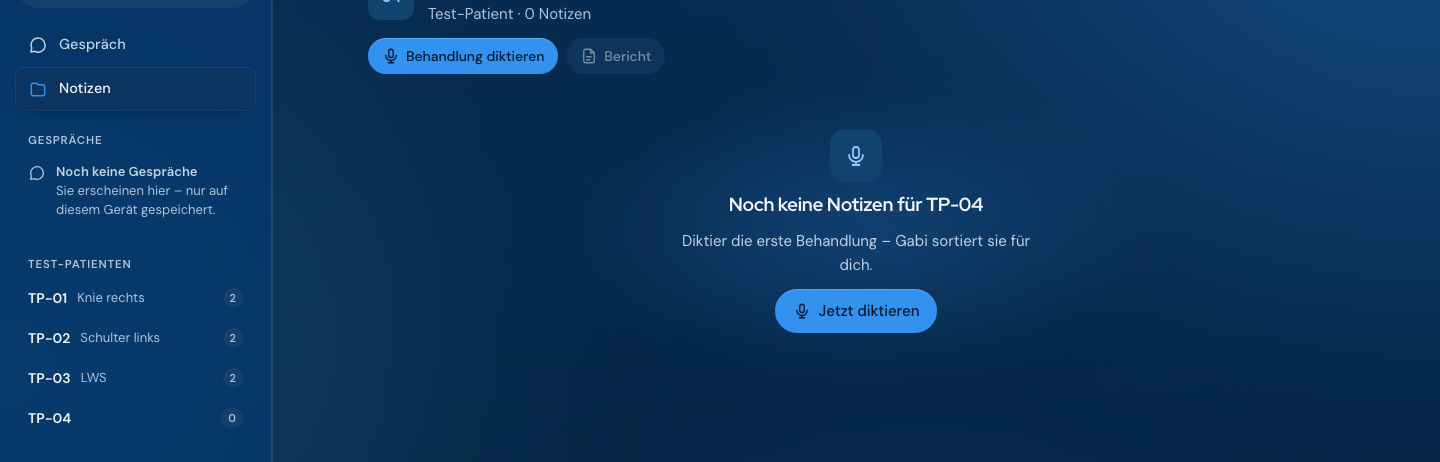 Gespräch
Notizen
GESPRÄCHE
Noch keine Gespräche
Sie erscheinen hier – nur auf
diesem Gerät gespeichert.
TEST-PATIENTEN
TP-01 Knie rechts 2
TP-02 Schulter links 2
TP-03 LWS 2
TP-04 0
Test-Patient · 0 Notizen
Behandlung diktieren
Bericht
Noch keine Notizen für TP-04
Diktier die erste Behandlung – Gabi sortiert sie für
dich.
Jetzt diktieren